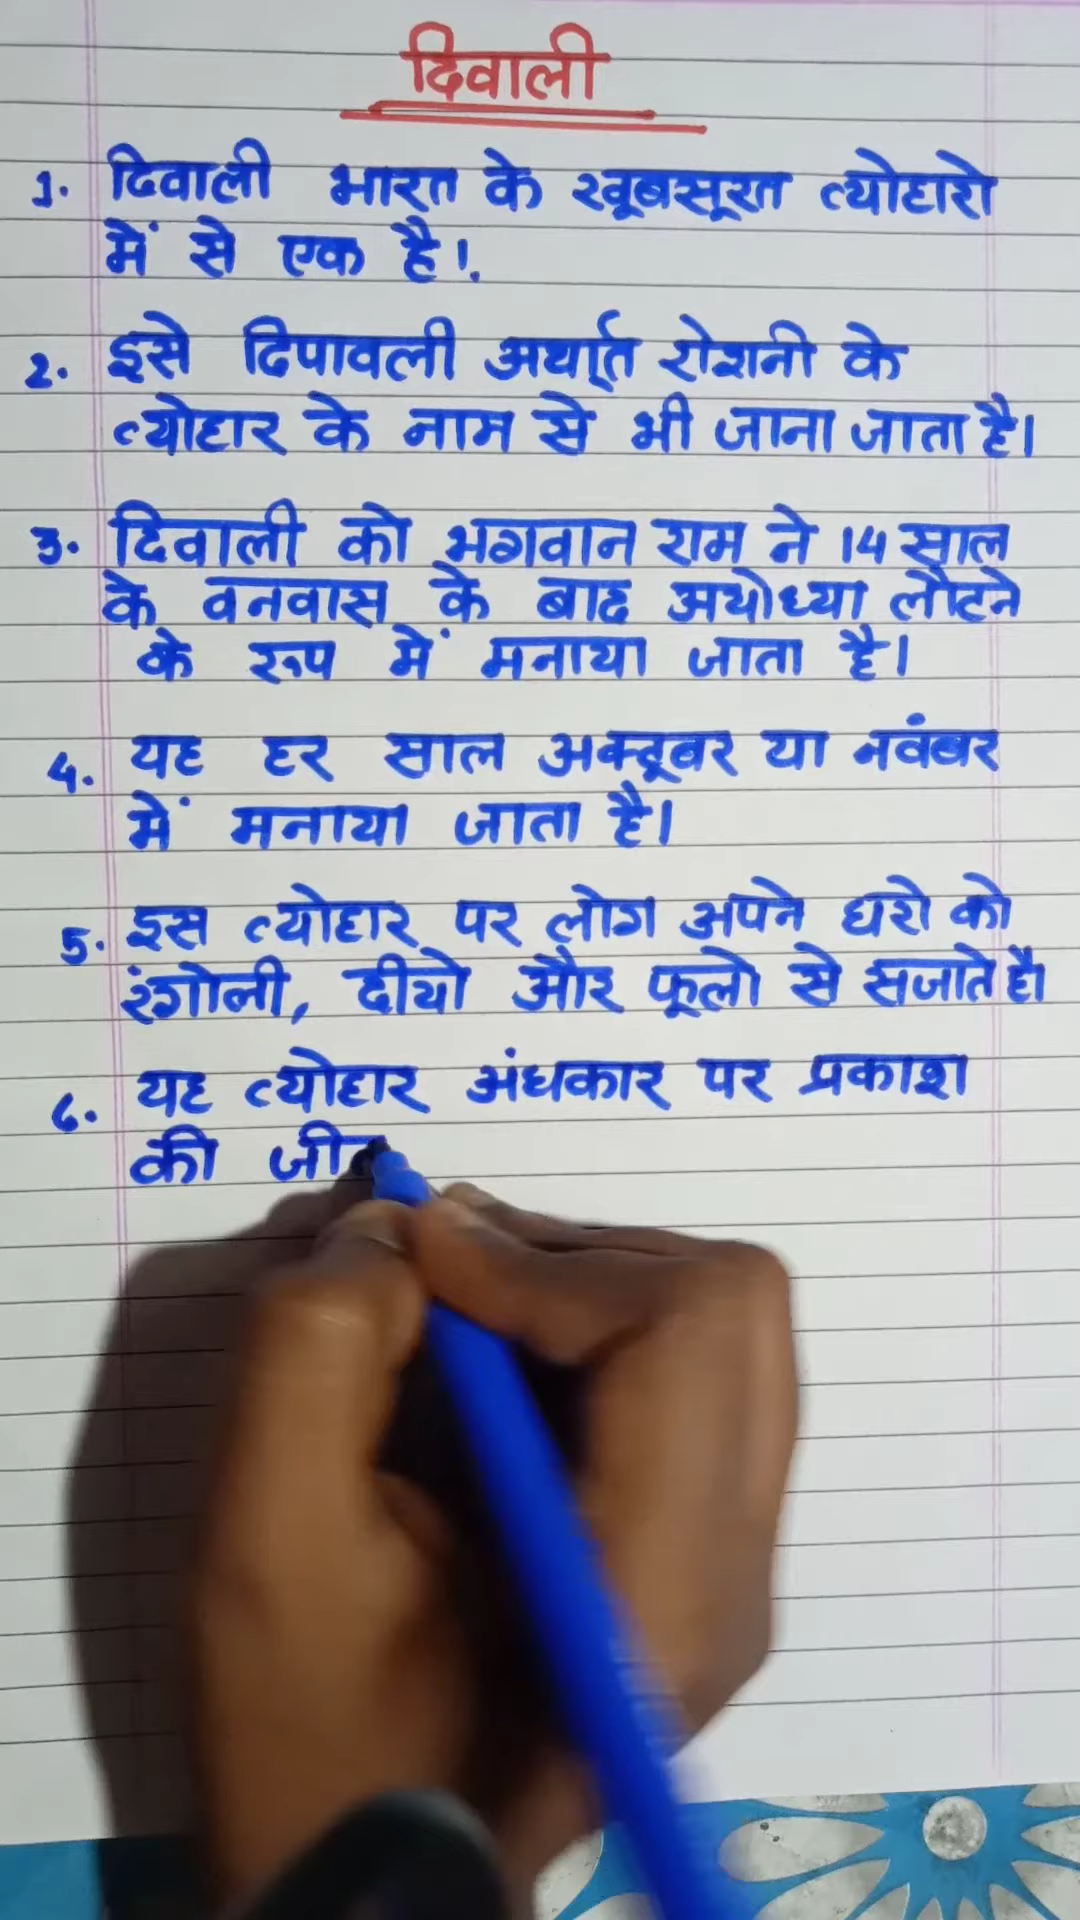 दिवाली
1. दिवाली भारत के खूबसूरत त्योहारो
में से एक है।.
2. इसे दिपावली अर्थात रोशनी के
त्योहार के नाम से भी जाना जाता है।
3. दिवाली को भगवान राम ने 14 साल
के वनवास के बाद अयोध्या लौटने
के रूप में मनाया जाता है।
4. यह हर साल अक्टूबर या नवंबर
में मनाया जाता है।
5. इस त्योहार पर लोग अपने घरो को
रंगोली, दीयो और फूलो से सजाते है।
6. यह त्योहार अंधकार पर प्रकाश
की